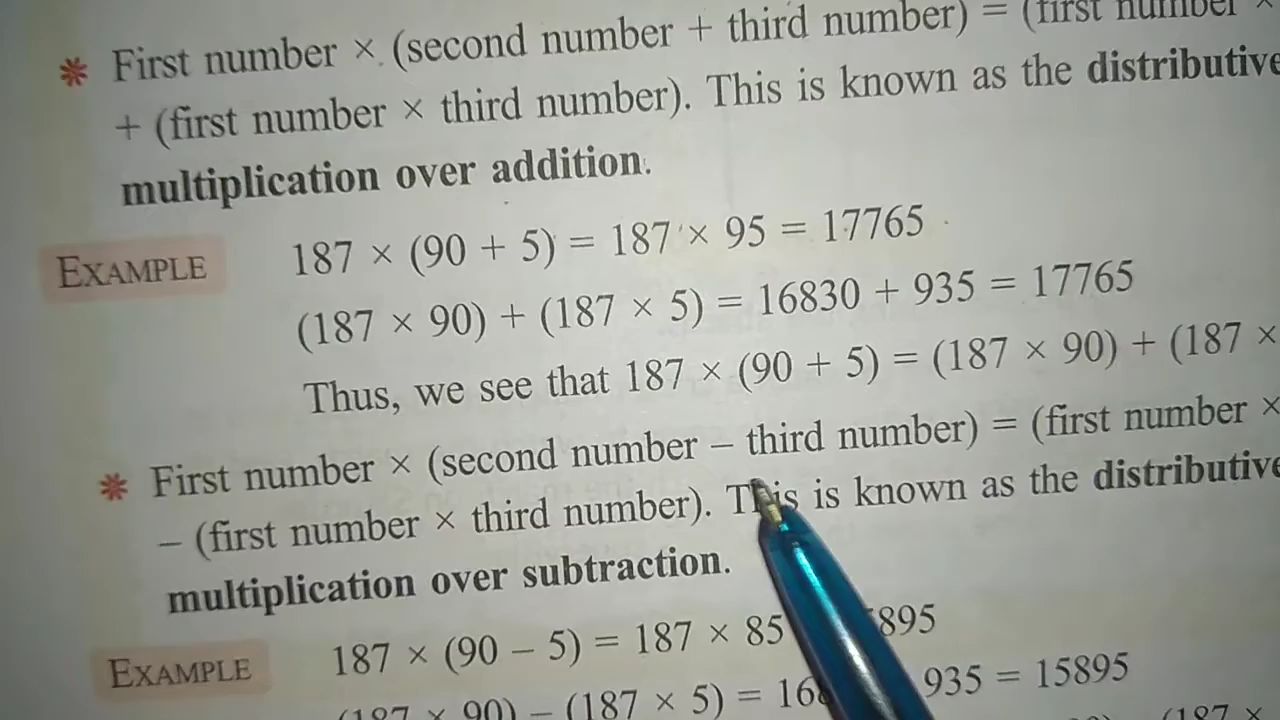 * First number × (second number + third number) = (first number ×
+ (first number × third number). This is known as the distributive
multiplication over addition.
EXAMPLE 187 × (90 + 5) = 187 × 95 = 17765
(187 × 90) + (187 × 5) = 16830 + 935 = 17765
Thus, we see that 187 × (90 + 5) = (187 × 90) + (187 ×
* First number × (second number – third number) = (first number ×
– (first number × third number). This is known as the distributive
multiplication over subtraction.
EXAMPLE 187 × (90 – 5) = 187 × 85 895
(187 × 90) – (187 × 5) = 16 935 = 15895
(187 ×